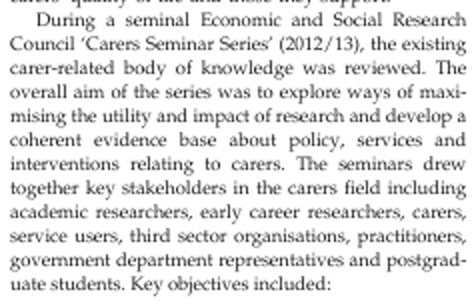 During a seminal Economic and Social Research
Council ‘Carers Seminar Series’ (2012/13), the existing
carer-related body of knowledge was reviewed. The
overall aim of the series was to explore ways of maxi-
mising the utility and impact of research and develop a
coherent evidence base about policy, services and
interventions relating to carers. The seminars drew
together key stakeholders in the carers field including
academic researchers, early career researchers, carers,
service users, third sector organisations, practitioners,
government department representatives and postgrad-
uate students. Key objectives included: